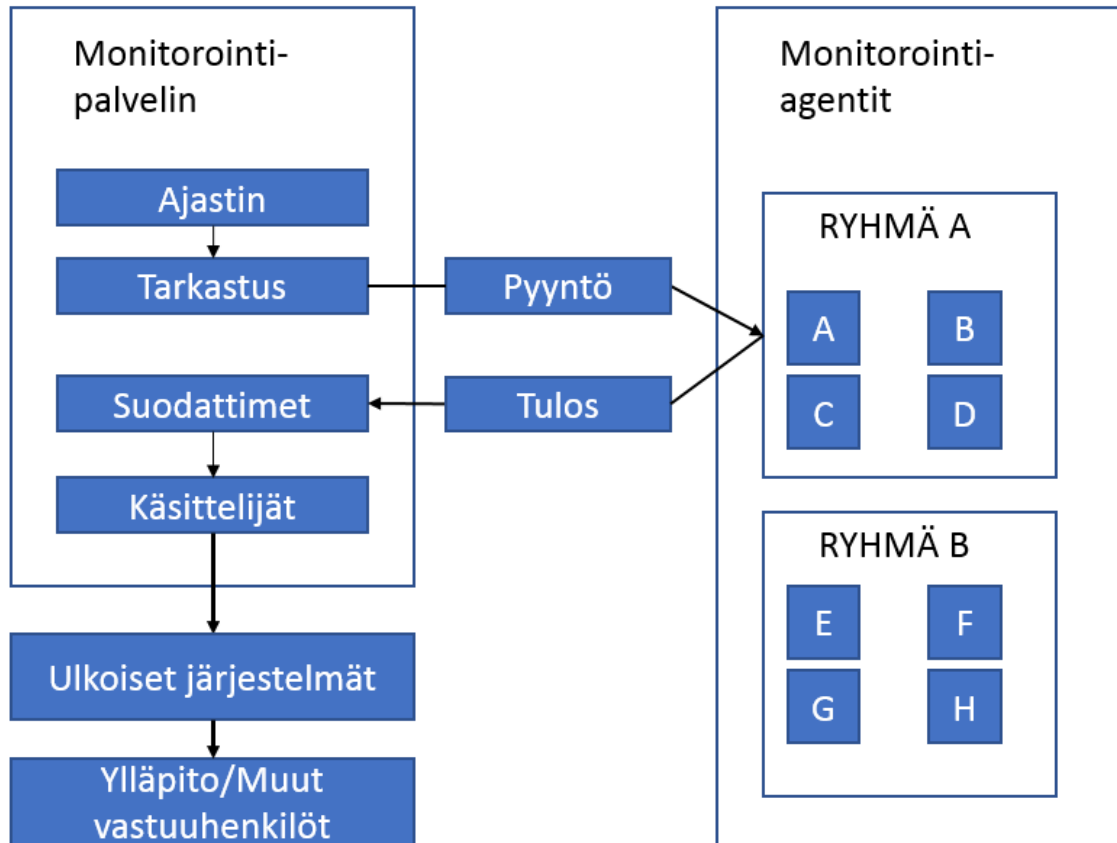 Monitorointi-
palvelin
Ajastin
Tarkastus
Suodattimet
Käsittelijät
Ulkoiset järjestelmät
Ylläpito/Muut
vastuuhenkilöt
Pyyntö
Tulos
Monitorointi-
agentit
RYHMÄ A
A B
C D
RYHMÄ B
E F
G H